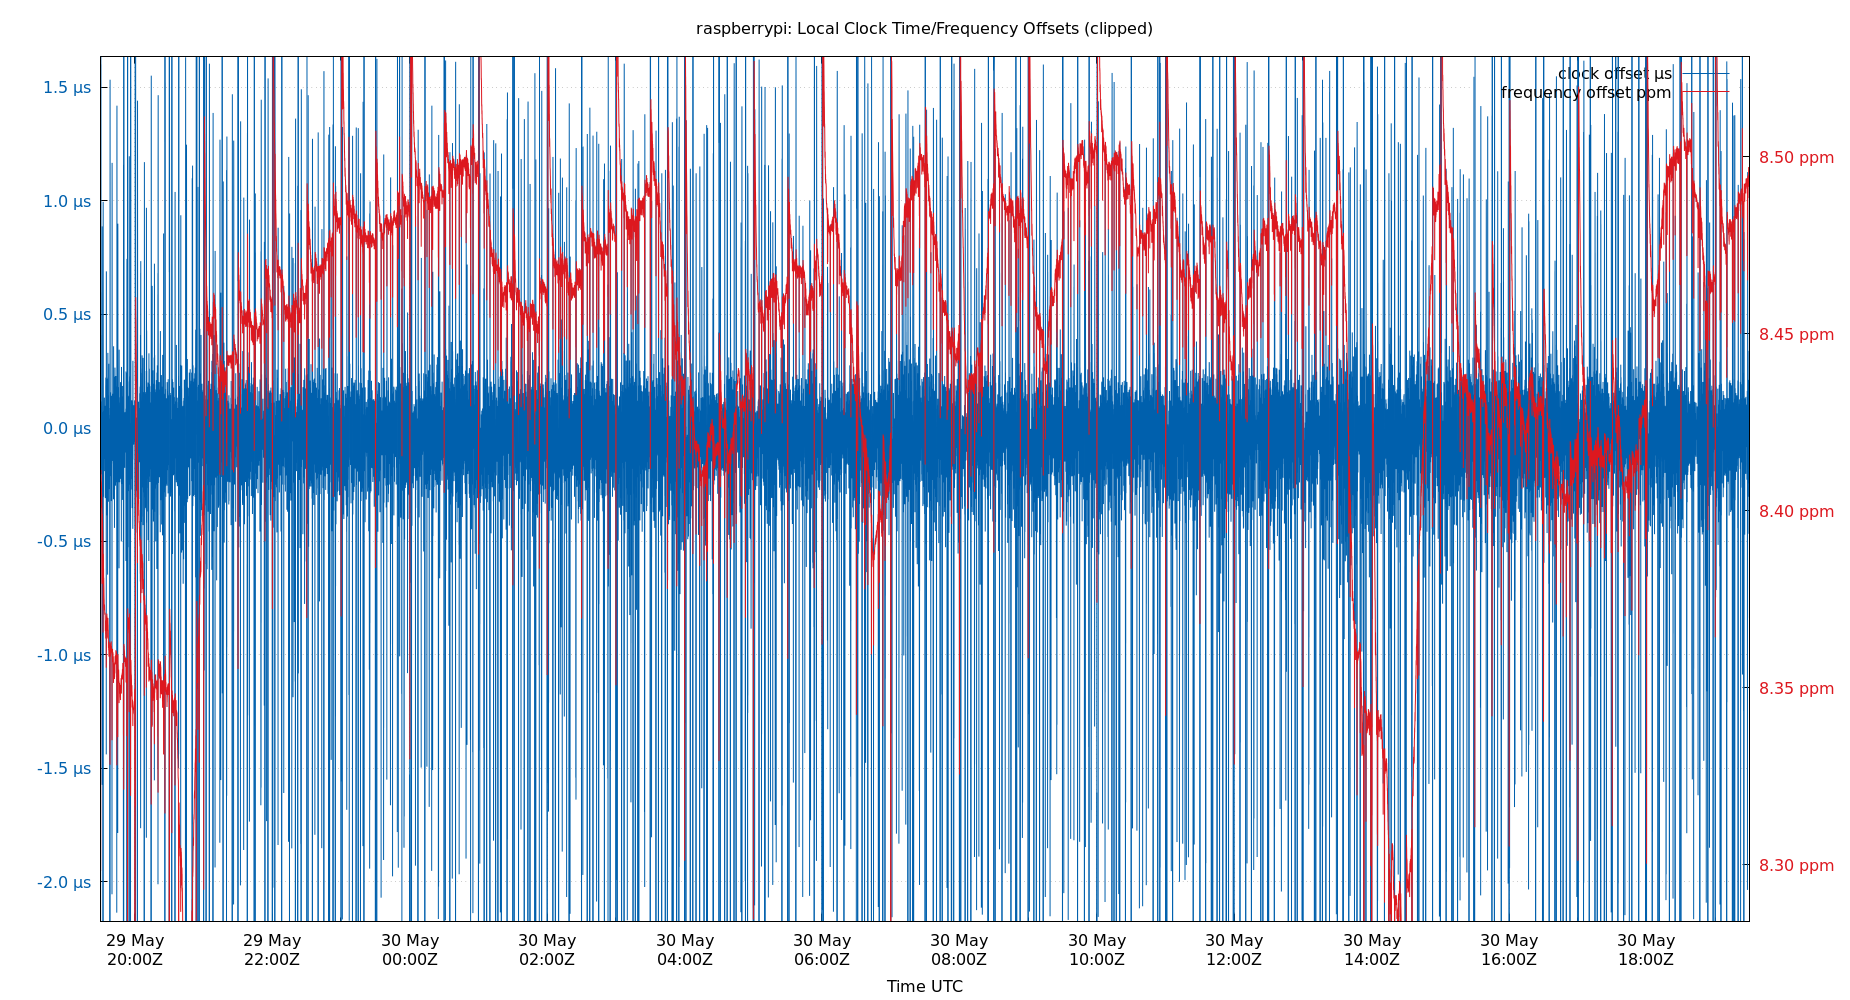 raspberrypi: Local Clock Time/Frequency Offsets (clipped)
clock offset µs
frequency offset ppm
1.5 µs
1.0 µs
0.5 µs
0.0 µs
-0.5 µs
-1.0 µs
-1.5 µs
-2.0 µs
8.50 ppm
8.45 ppm
8.40 ppm
8.35 ppm
8.30 ppm
29 May 29 May 30 May 30 May 30 May 30 May 30 May 30 May 30 May 30 May 30 May 30 May
20:00Z 22:00Z 00:00Z 02:00Z 04:00Z 06:00Z 08:00Z 10:00Z 12:00Z 14:00Z 16:00Z 18:00Z
Time UTC